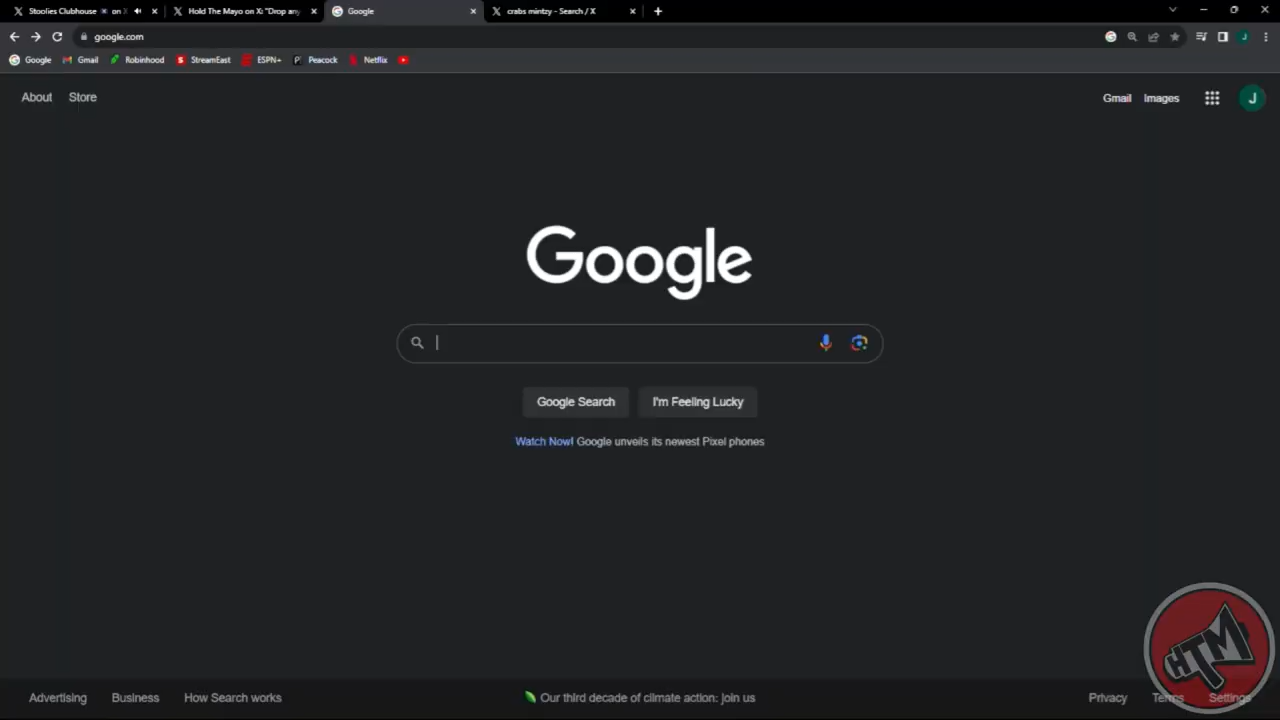 Stoolies Clubhouse on X
Hold The Mayo on X: "Drop any
Google
crabs mintzy - Search / X
google.com
J
Google
Gmail
Robinhood
StreamEast
ESPN+
Peacock
Netflix
About
Store
Gmail
Images
J
Google
Google Search
I'm Feeling Lucky
Watch Now! Google unveils its newest Pixel phones
Advertising
Business
How Search works
Our third decade of climate action: join us
Privacy
Terms
Settings
HTM